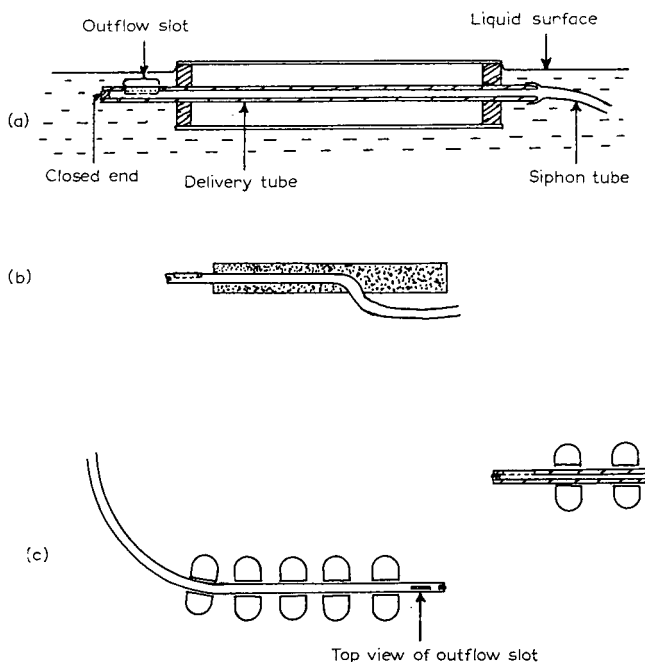 Outflow slot
Liquid surface
(a)
Closed end
Delivery tube
Siphon tube
(b)
(c)
Top view of outflow slot